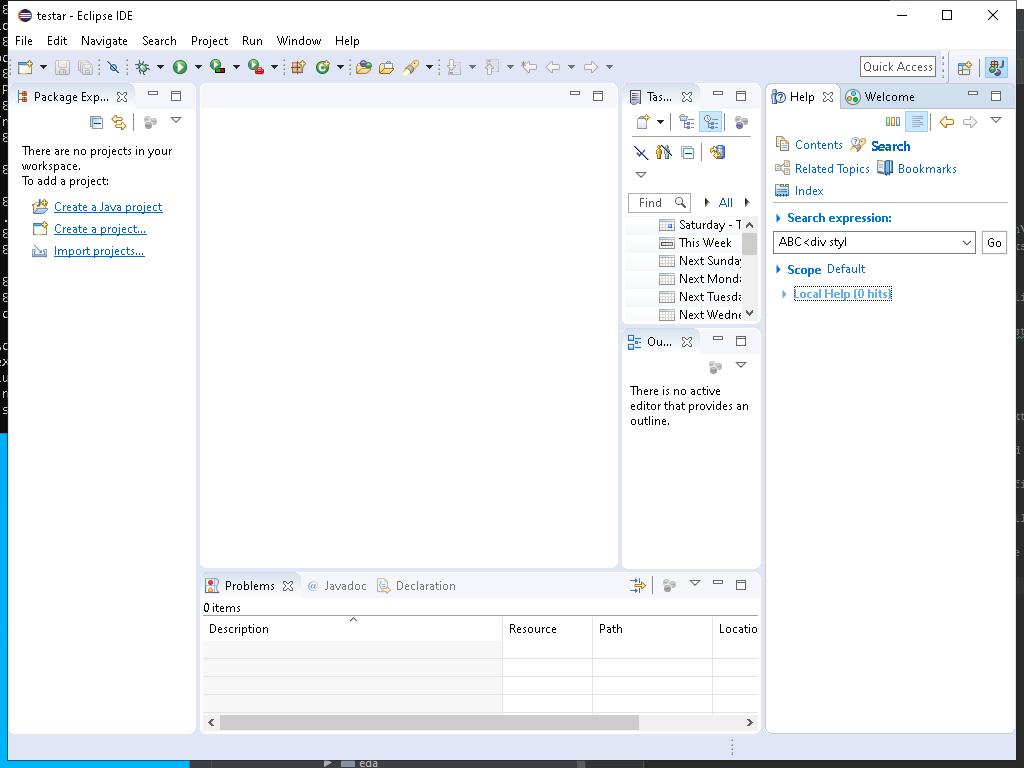 testar - Eclipse IDE
File Edit Navigate Search Project Run Window Help
Quick Access
Package Exp...
There are no projects in your
workspace.
To add a project:
Create a Java project
Create a project...
Import projects...
Tas...
Find
All
Saturday - T
This Week
Next Sunday
Next Monda
Next Tuesda
Next Wedne
Ou...
There is no active
editor that provides an
outline.
Help
Welcome
Contents
Search
Related Topics
Bookmarks
Index
Search expression:
ABC<div styl
Go
Scope Default
Local Help (0 hits)
Problems
@ Javadoc
Declaration
0 items
Description Resource Path Locatio
eda